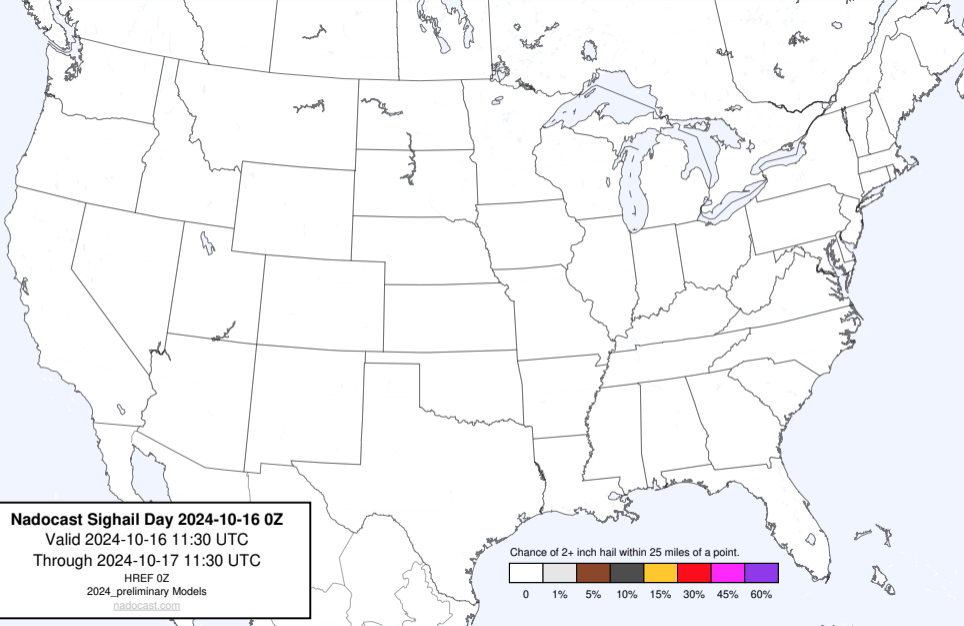 Nadocast Sighail Day 2024-10-16 0Z
Valid 2024-10-16 11:30 UTC
Through 2024-10-17 11:30 UTC
HREF 0Z
2024_preliminary Models
nadocast.com
Chance of 2+ inch hail within 25 miles of a point.
0 1% 5% 10% 15% 30% 45% 60%